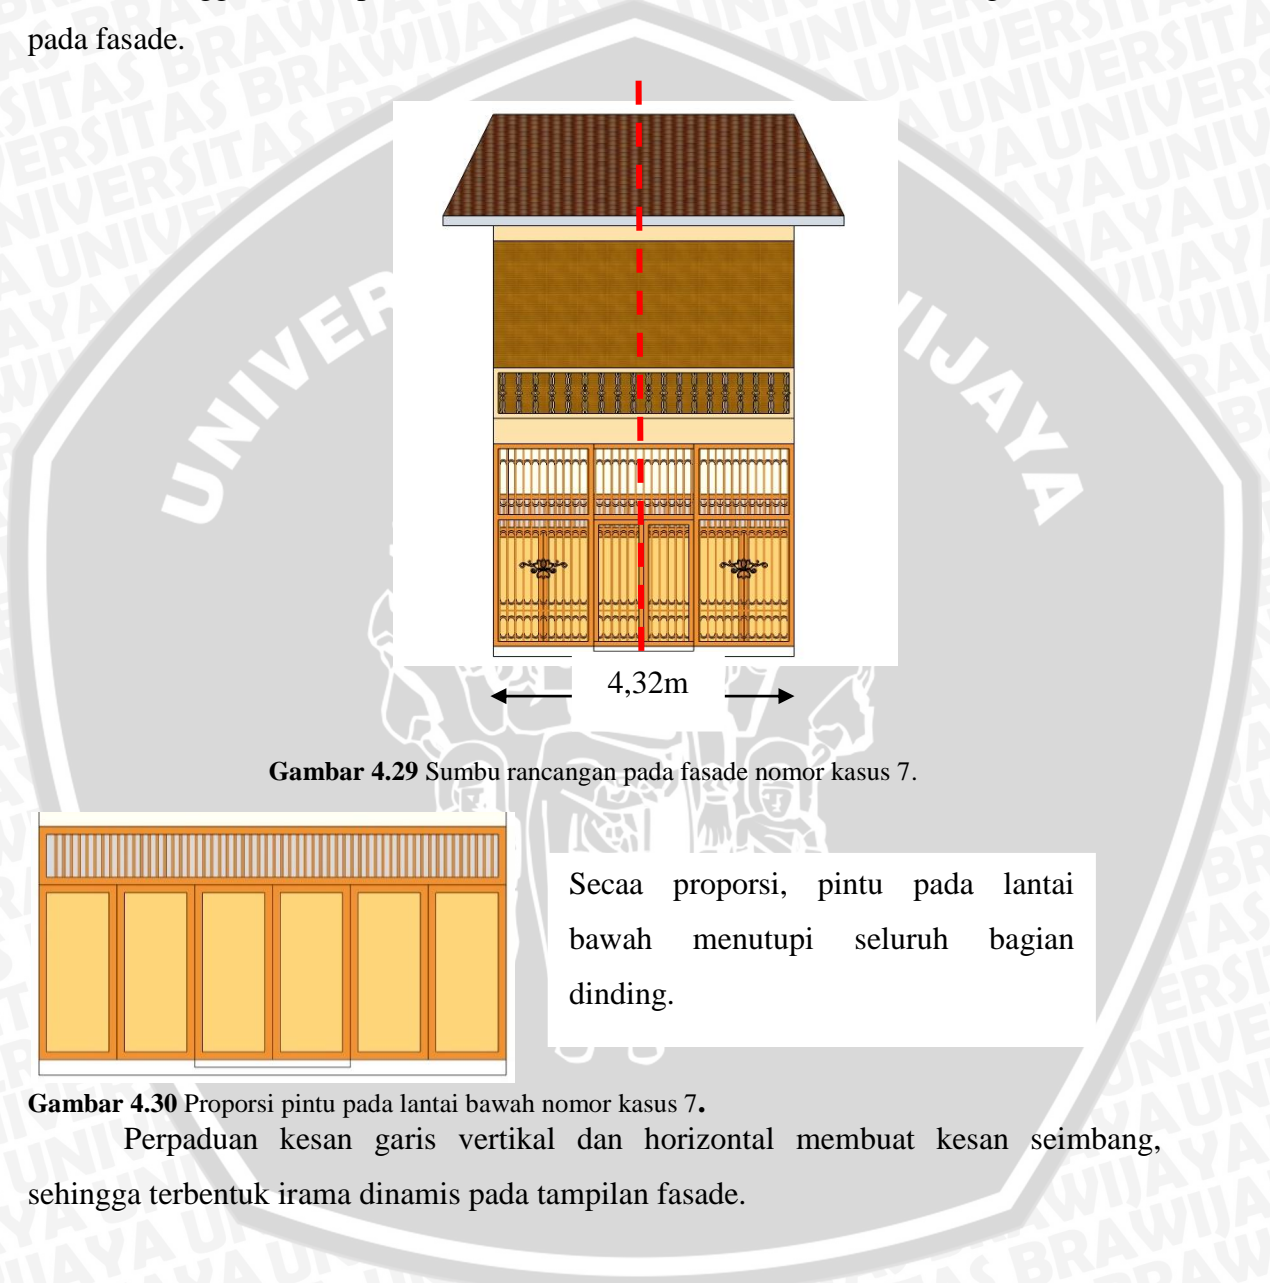 pada fasade.
4,32m
Gambar 4.29 Sumbu rancangan pada fasade nomor kasus 7.
Secaa proporsi, pintu pada lantai
bawah menutupi seluruh bagian
dinding.
Gambar 4.30 Proporsi pintu pada lantai bawah nomor kasus 7.
Perpaduan kesan garis vertikal dan horizontal membuat kesan seimbang,
sehingga terbentuk irama dinamis pada tampilan fasade.